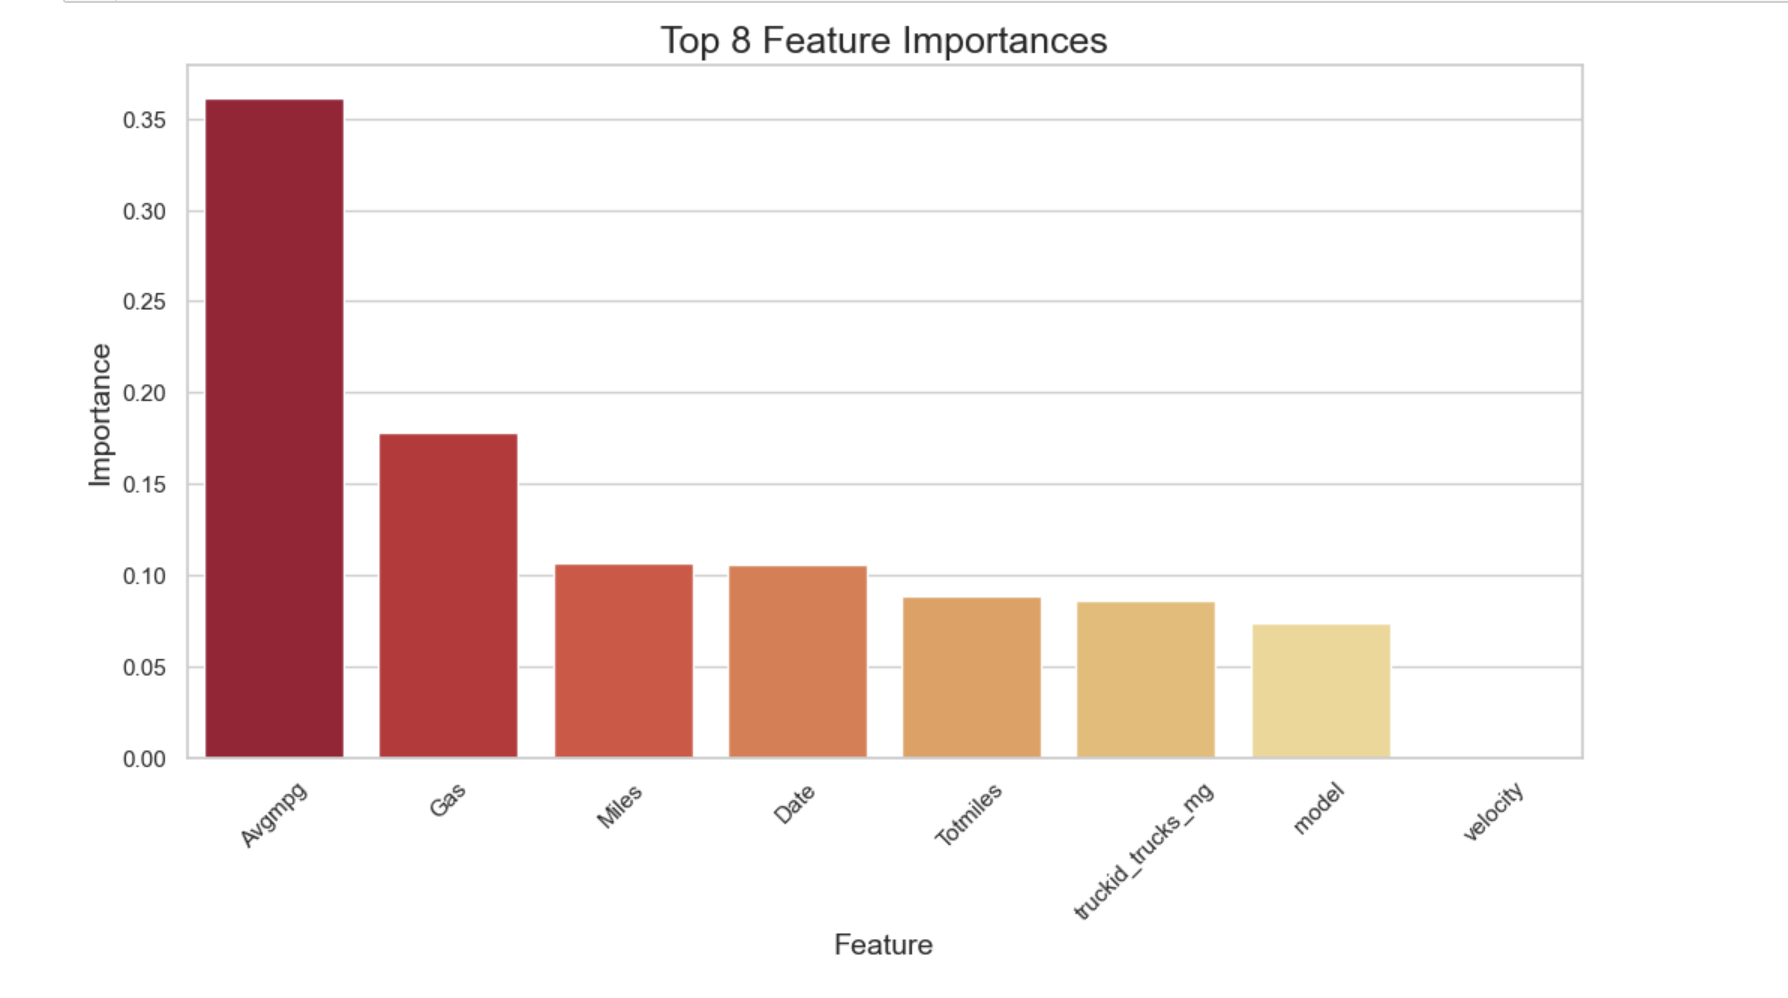 Top 8 Feature Importances
Importance
0.35
0.30
0.25
0.20
0.15
0.10
0.05
0.00
Avgmpg
Gas
Miles
Date
Totmiles
truckid_trucks_mg
model
velocity
Feature